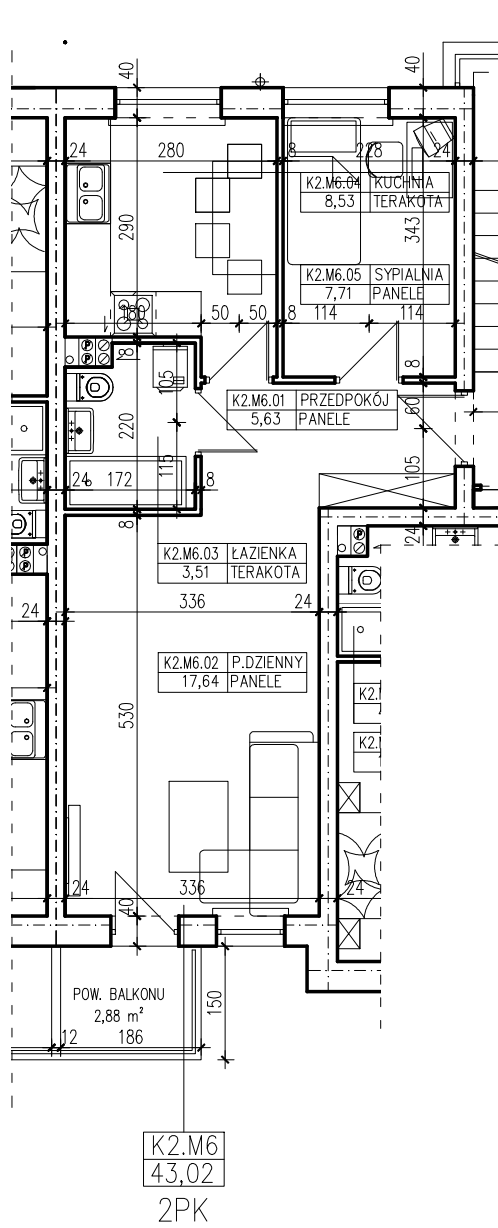 40
40
24
280
8
228
24
K2.M6.04 KUCHNIA
8,53 TERAKOTA
290
343
K2.M6.05 SYPIALNIA
7,71 PANELE
180
50
50
8
114
114
8
8
K2.M6.01 PRZEDPOKÓJ
5,63 PANELE
105
60
220
115
105
24
172
8
8
24
K2.M6.03 ŁAZIENKA
3,51 TERAKOTA
24
336
24
K2.M6.02 P.DZIENNY
17,64 PANELE
K2.
K2.
530
24
336
24
40
POW. BALKONU
2,88 m²
150
12
186
K2.M6
43,02
2PK